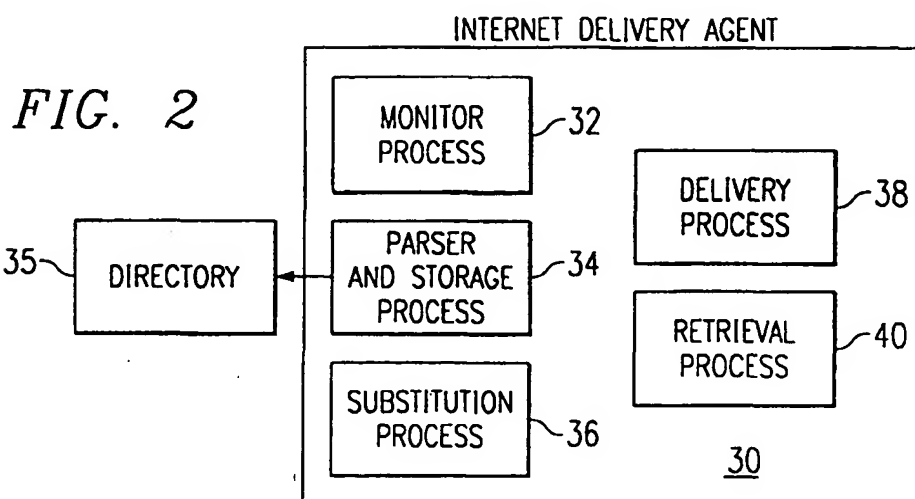 INTERNET DELIVERY AGENT
FIG. 2
MONITOR
PROCESS
32
DELIVERY
PROCESS
38
35
DIRECTORY
PARSER
AND STORAGE
PROCESS
34
RETRIEVAL
PROCESS
40
SUBSTITUTION
PROCESS
36
30